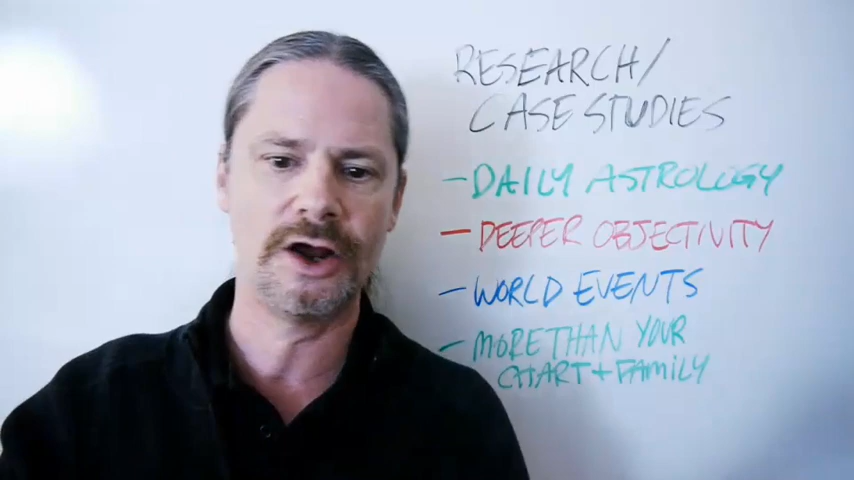 RESEARCH/
CASE STUDIES
- DAILY ASTROLOGY
- DEEPER OBJECTIVITY
- WORLD EVENTS
- MORE THAN YOUR
CHART + FAMILY